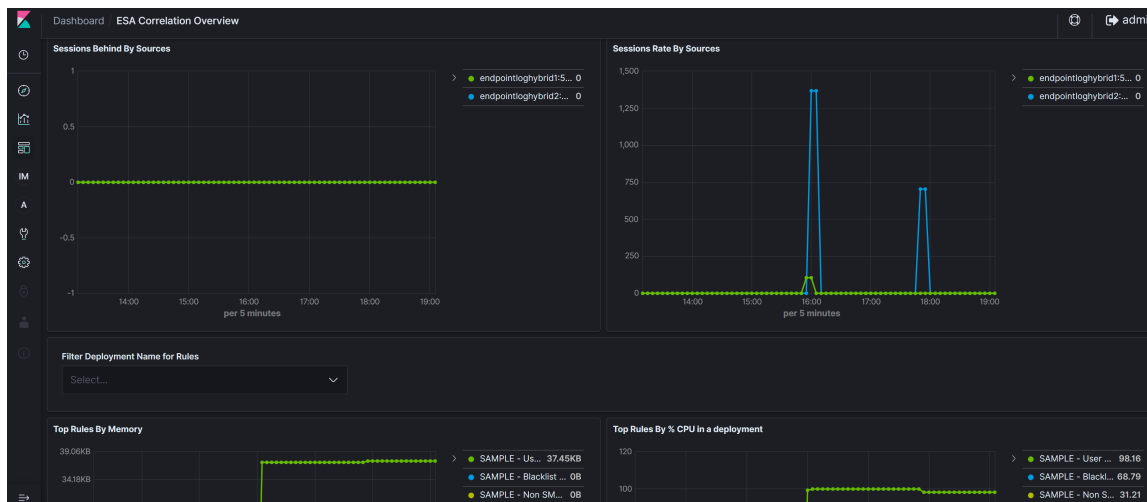 Dashboard / ESA Correlation Overview
admi
Sessions Behind By Sources
1
0.5
0
-0.5
-1
14:00 15:00 16:00 17:00 18:00 19:00
per 5 minutes
endpointloghybrid1:5... 0
endpointloghybrid2:... 0
Sessions Rate By Sources
1,500
1,250
1,000
750
500
250
0
14:00 15:00 16:00 17:00 18:00 19:00
per 5 minutes
endpointloghybrid1:5... 0
endpointloghybrid2:... 0
IM
A
Filter Deployment Name for Rules
Select...
Top Rules By Memory
39.06KB
34.18KB
SAMPLE - Us... 37.45KB
SAMPLE - Blacklist ... 0B
SAMPLE - Non SM... 0B
Top Rules By % CPU in a deployment
120
100
SAMPLE - User ... 98.16
SAMPLE - Blackl... 68.79
SAMPLE - Non S... 31.21